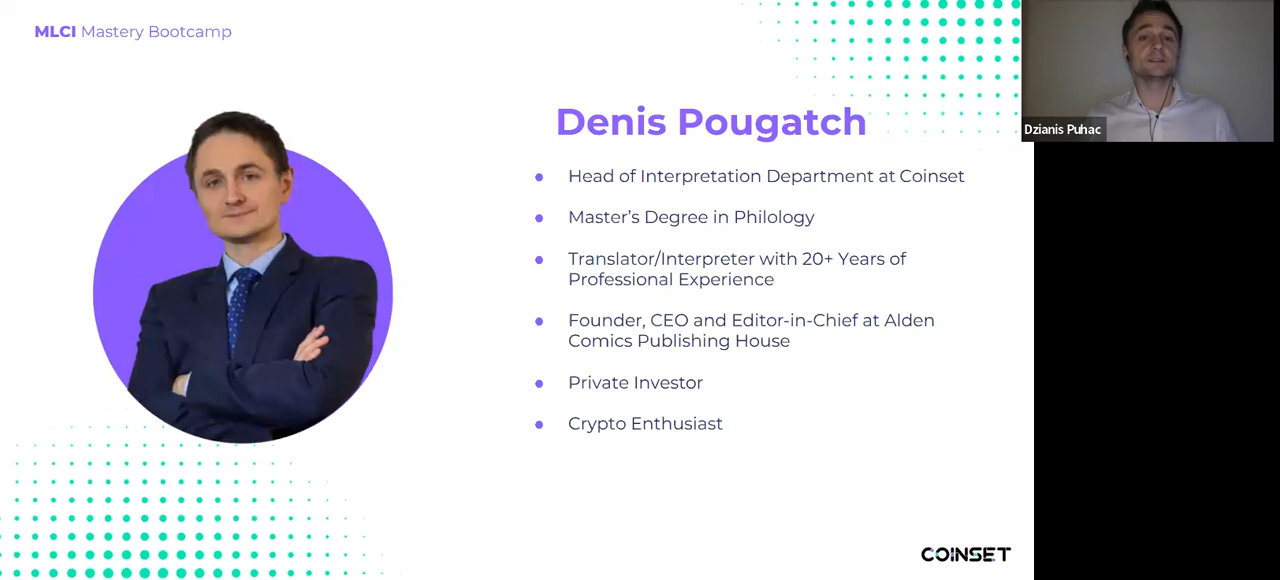 MLCI Mastery Bootcamp
Denis Pougatch
Dzianis Puhac
Head of Interpretation Department at Coinset
Master’s Degree in Philology
Translator/Interpreter with 20+ Years of
Professional Experience
Founder, CEO and Editor-in-Chief at Alden
Comics Publishing House
Private Investor
Crypto Enthusiast
COINSET